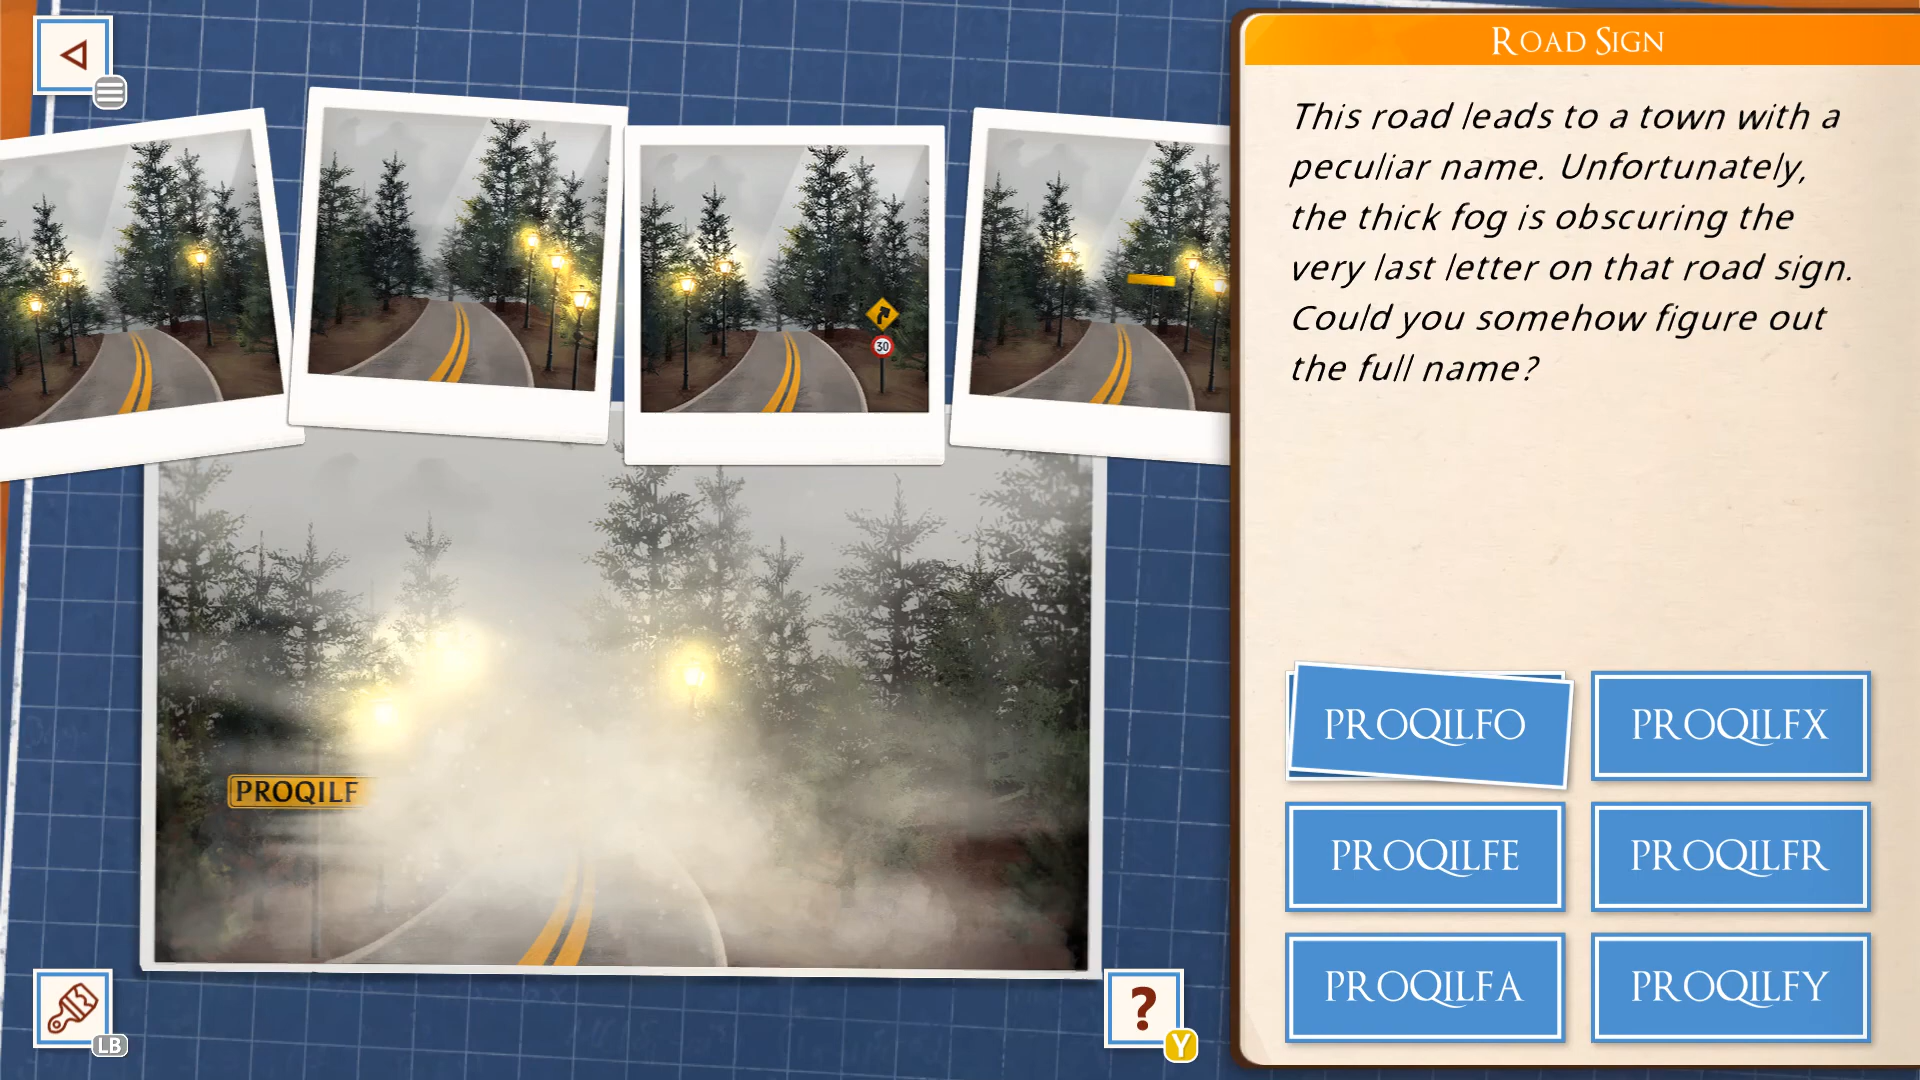 ROAD SIGN
This road leads to a town with a
peculiar name. Unfortunately,
the thick fog is obscuring the
very last letter on that road sign.
Could you somehow figure out
the full name?
30
PROQILF
PROQILFO
PROQILFX
PROQILFE
PROQILFR
PROQILFA
PROQILFY
LB
?
Y